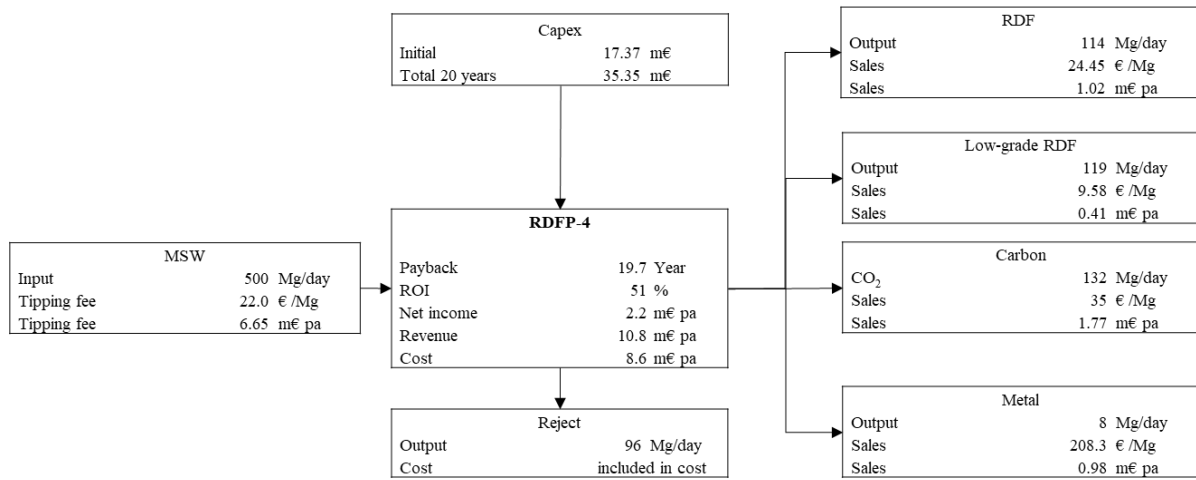 Capex
Initial 17.37 m€
Total 20 years 35.35 m€
RDF
Output 114 Mg/day
Sales 24.45 € /Mg
Sales 1.02 m€ pa
Low-grade RDF
Output 119 Mg/day
Sales 9.58 € /Mg
Sales 0.41 m€ pa
MSW
Input 500 Mg/day
Tipping fee 22.0 € /Mg
Tipping fee 6.65 m€ pa
RDFP-4
Payback 19.7 Year
ROI 51 %
Net income 2.2 m€ pa
Revenue 10.8 m€ pa
Cost 8.6 m€ pa
Carbon
CO₂ 132 Mg/day
Sales 35 € /Mg
Sales 1.77 m€ pa
Reject
Output 96 Mg/day
Cost included in cost
Metal
Output 8 Mg/day
Sales 208.3 € /Mg
Sales 0.98 m€ pa